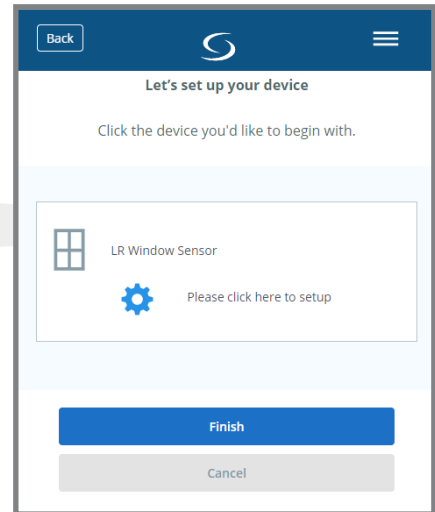 Back
Let's set up your device
Click the device you'd like to begin with.
LR Window Sensor
Please click here to setup
Finish
Cancel